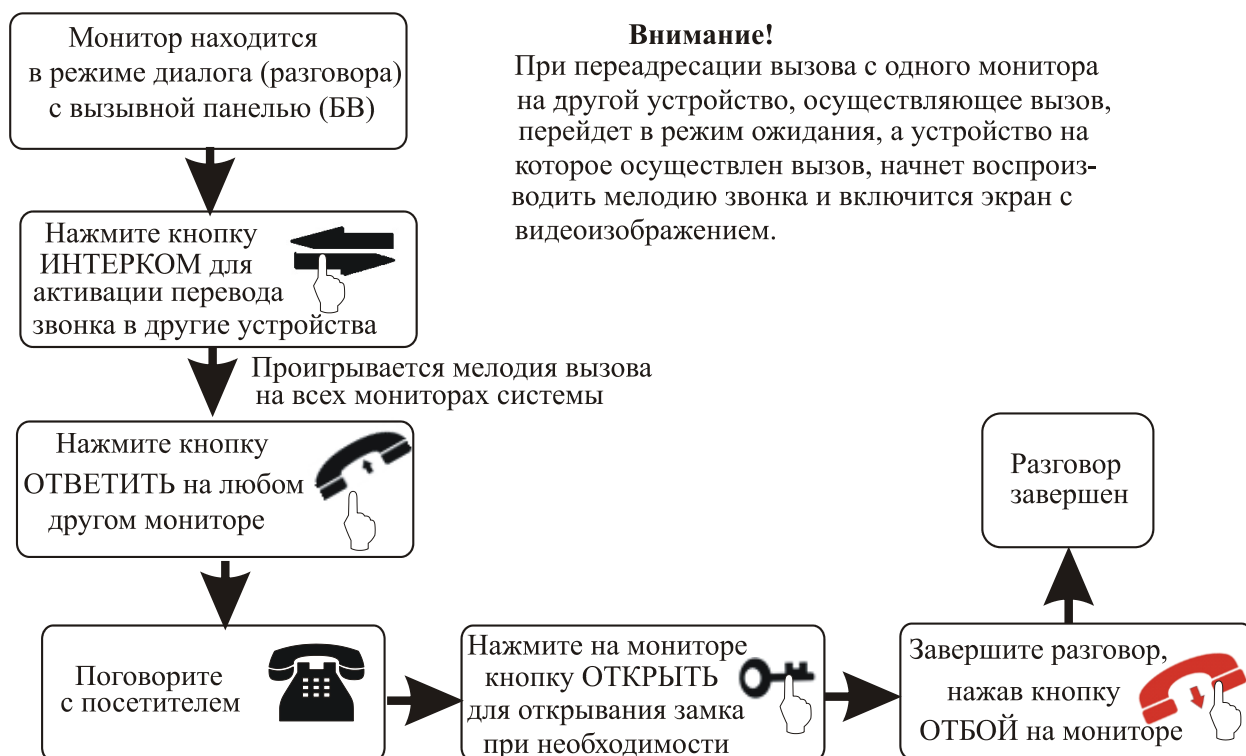 Монитор находится
в режиме диалога (разговора)
с вызывной панелью (БВ)
Внимание!
При переадресации вызова с одного монитора
на другой устройство, осуществляющее вызов,
перейдет в режим ожидания, а устройство на
которое осуществлен вызов, начнет воспроиз-
водить мелодию звонка и включится экран с
видеоизображением.
Нажмите кнопку
ИНТЕРКОМ для
активации перевода
звонка в другие устройства
Проигрывается мелодия вызова
на всех мониторах системы
Нажмите кнопку
ОТВЕТИТЬ на любом
другом мониторе
Поговорите
с посетителем
Нажмите на мониторе
кнопку ОТКРЫТЬ
для открывания замка
при необходимости
Завершите разговор,
нажав кнопку
ОТБОЙ на мониторе
Разговор
завершен